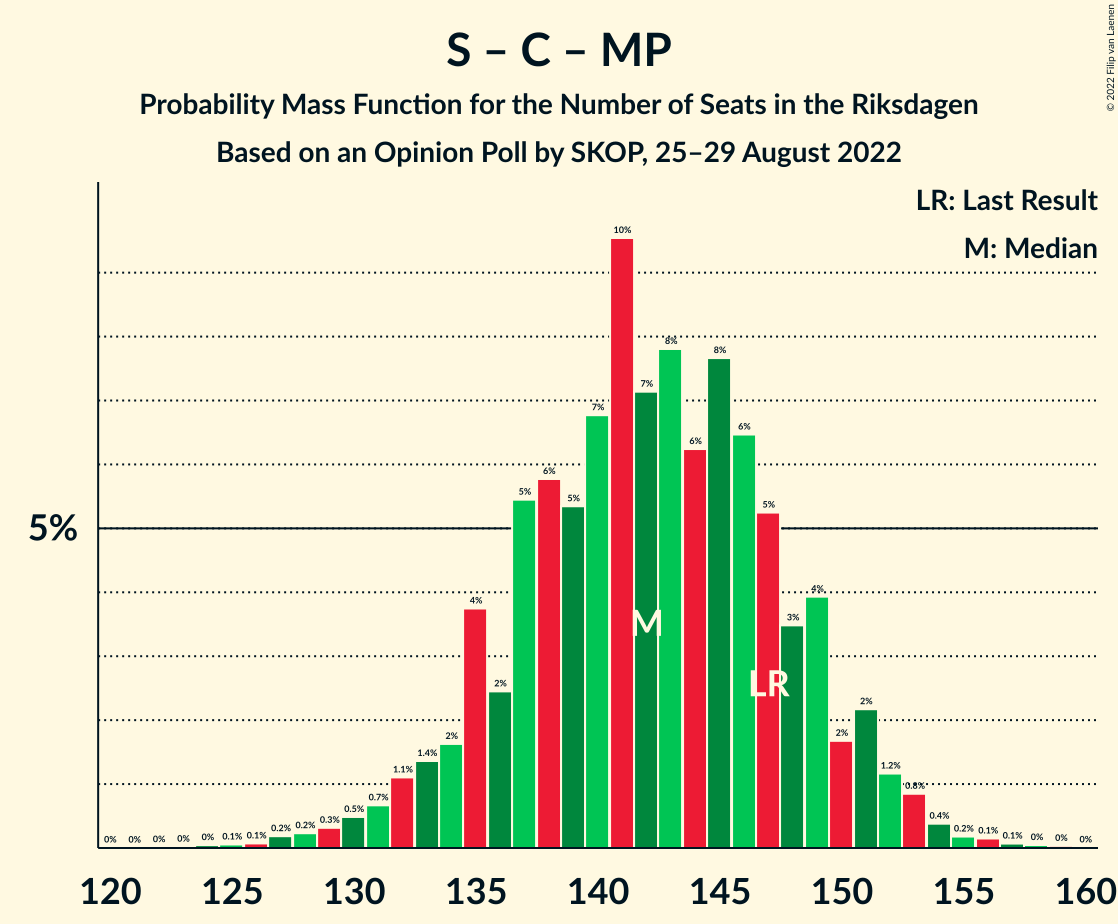 S – C – MP
Probability Mass Function for the Number of Seats in the Riksdagen
Based on an Opinion Poll by SKOP, 25–29 August 2022
© 2022 Filip van Laenen
LR: Last Result
M: Median
5%
0% 0% 0% 0% 0% 0.1% 0.1% 0.2% 0.2% 0.3% 0.5% 0.7% 1.1% 1.4% 2% 4% 2% 5% 6% 5% 7% 10% 7% 8% 6% 8% 6% 5% 3% 4% 2% 2% 1.2% 0.8% 0.4% 0.2% 0.1% 0.1% 0% 0% 0%
M
LR
120 125 130 135 140 145 150 155 160